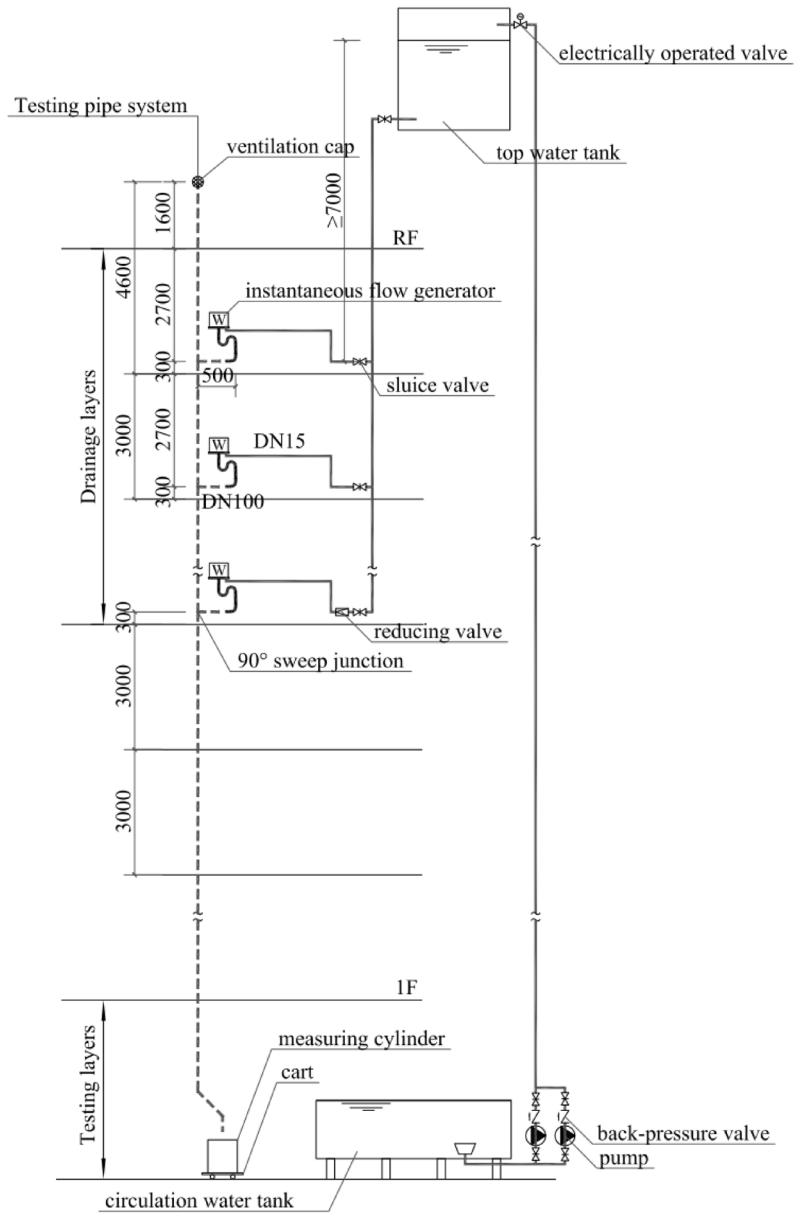 electrically operated valve
Testing pipe system
ventilation cap
top water tank
≥7000
1600
RF
4600
2700
instantaneous flow generator
W
300
500
sluice valve
Drainage layers
3000
2700
W
DN15
300
DN100
W
300
reducing valve
90° sweep junction
3000
3000
1F
Testing layers
measuring cylinder
cart
back-pressure valve
pump
circulation water tank